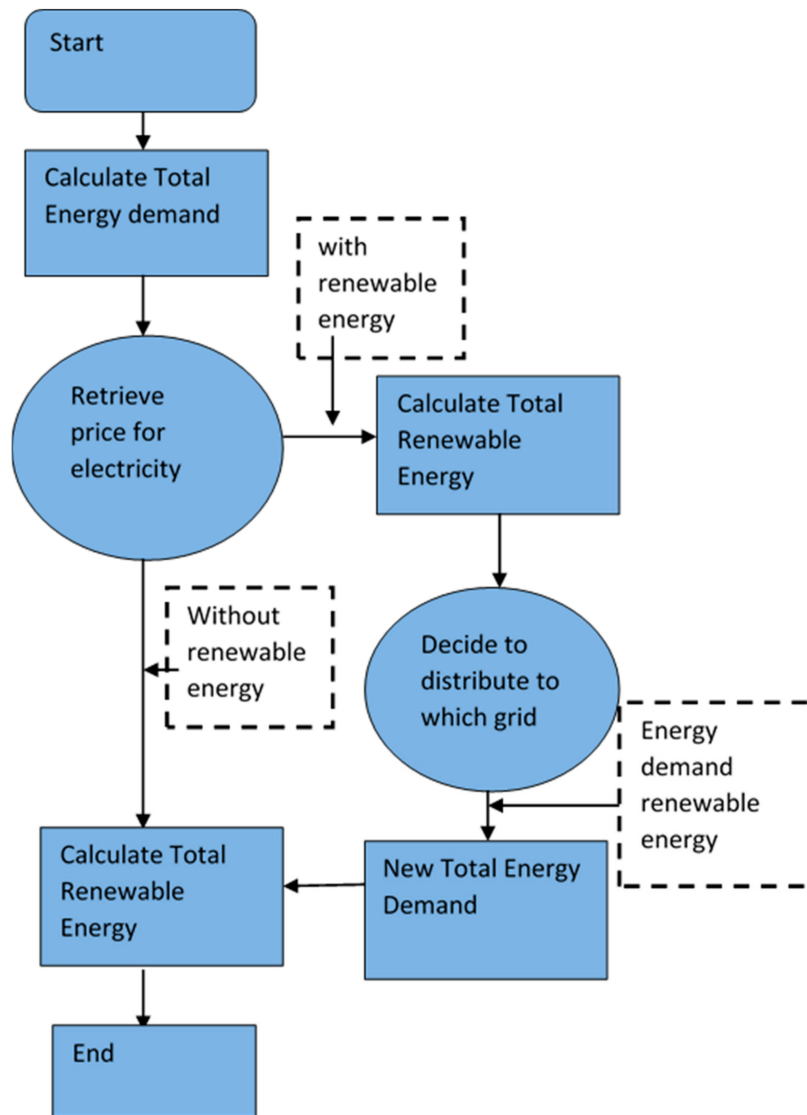 Start
Calculate Total
Energy demand
with
renewable
energy
Retrieve
price for
electricity
Calculate Total
Renewable
Energy
Without
renewable
energy
Decide to
distribute to
which grid
Energy
demand
renewable
energy
Calculate Total
Renewable
Energy
New Total Energy
Demand
End